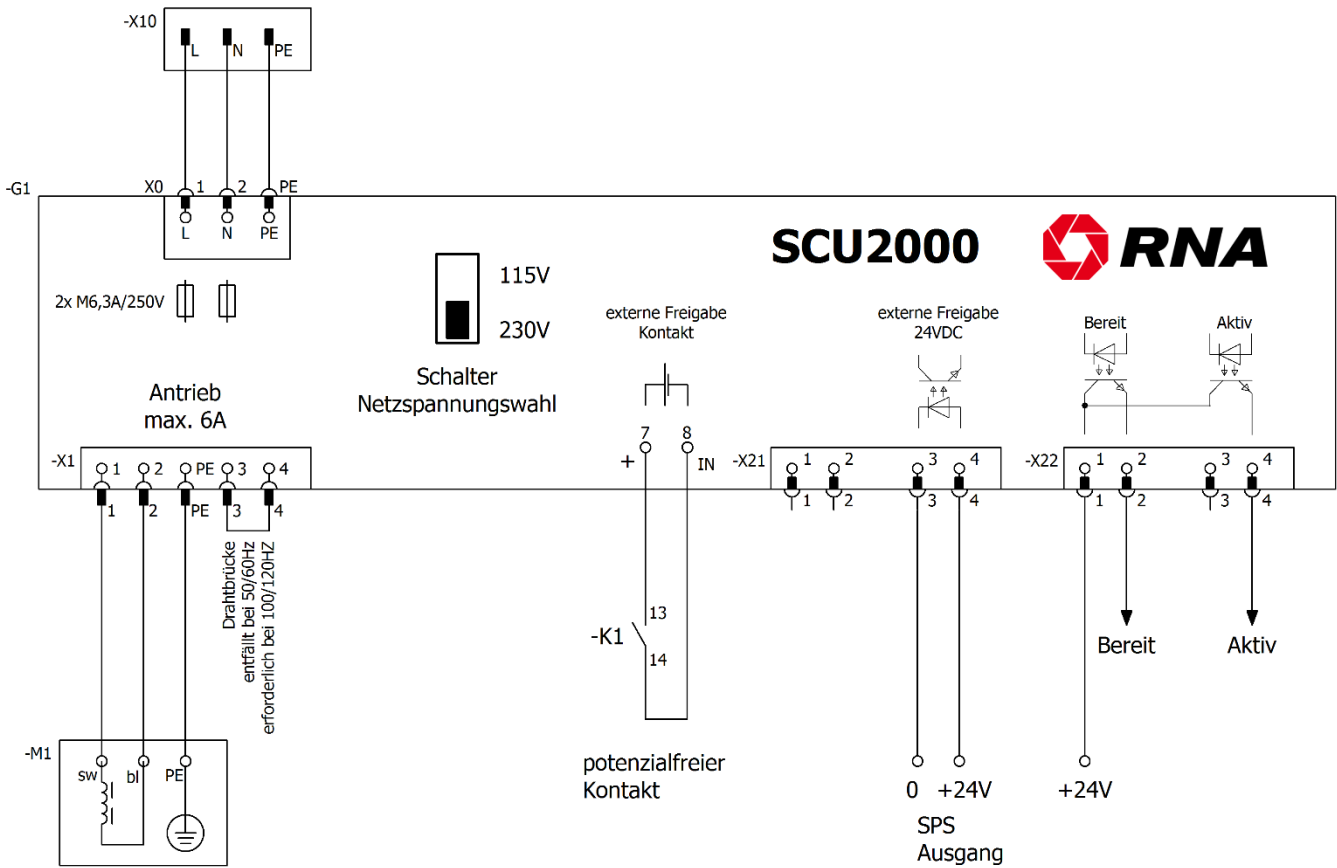 -X10
L N PE
-G1
X0 1 2 PE
L N PE
SCU2000
RNA
2x M6,3A/250V
115V
230V
Schalter
Netzspannungswahl
externe Freigabe
Kontakt
externe Freigabe
24VDC
Bereit
Aktiv
Antrieb
max. 6A
-X1 1 2 PE 3 4
1 2 PE 3 4
7 8
+ IN
-X21 1 2 3 4
1 2 3 4
-X22 1 2 3 4
1 2 3 4
Drahtbrücke
entfällt bei 50/60Hz
erforderlich bei 100/120HZ
-K1
13
14
Bereit
Aktiv
-M1
sw bl PE
potenzialfreier
Kontakt
0 +24V
SPS
Ausgang
+24V